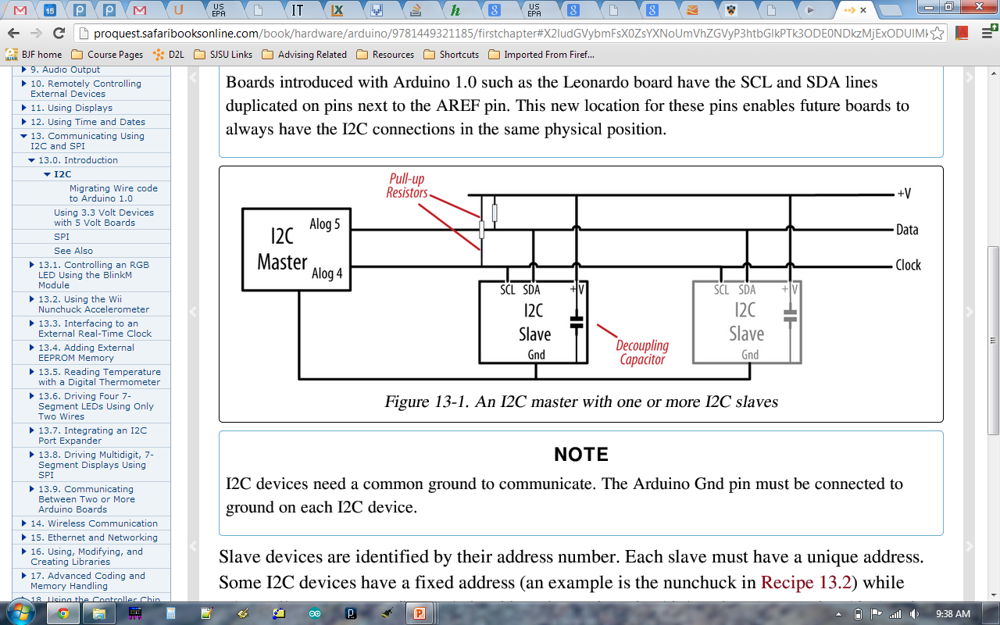 15
US
EPA
IT
US
EPA
proquest.safaribooksonline.com/book/hardware/arduino/9781449321185/firstchapter#
BJF home
Course Pages
D2L
SJSU Links
Advising Related
Resources
Shortcuts
Imported From Firef...
9. Audio Output
10. Remotely Controlling
External Devices
11. Using Displays
12. Using Time and Dates
13. Communicating Using
I2C and SPI
13.0. Introduction
I2C
Migrating Wire code
to Arduino 1.0
Using 3.3 Volt Devices
with 5 Volt Boards
SPI
See Also
13.1. Controlling an RGB
LED Using the BlinkM
Module
13.2. Using the Wii
Nunchuck Accelerometer
13.3. Interfacing to an
External Real-Time Clock
13.4. Adding External
EEPROM Memory
13.5. Reading Temperature
with a Digital Thermometer
13.6. Driving Four 7-
Segment LEDs Using Only
Two Wires
13.7. Integrating an I2C
Port Expander
13.8. Driving Multidigit, 7-
Segment Displays Using
SPI
13.9. Communicating
Between Two or More
Arduino Boards
14. Wireless Communication
15. Ethernet and Networking
16. Using, Modifying, and
Creating Libraries
17. Advanced Coding and
Memory Handling
18. Using the Controller Chip
Boards introduced with Arduino 1.0 such as the Leonardo board have the SCL and SDA lines
duplicated on pins next to the AREF pin. This new location for these pins enables future boards to
always have the I2C connections in the same physical position.
Pull-up
Resistors
+V
Data
Clock
I2C
Master
Alog 5
Alog 4
SCL SDA +V
I2C
Slave
Gnd
Decoupling
Capacitor
SCL SDA +V
I2C
Slave
Gnd
Figure 13-1. An I2C master with one or more I2C slaves
NOTE
I2C devices need a common ground to communicate. The Arduino Gnd pin must be connected to
ground on each I2C device.
Slave devices are identified by their address number. Each slave must have a unique address.
Some I2C devices have a fixed address (an example is the nunchuck in Recipe 13.2) while
9:38 AM